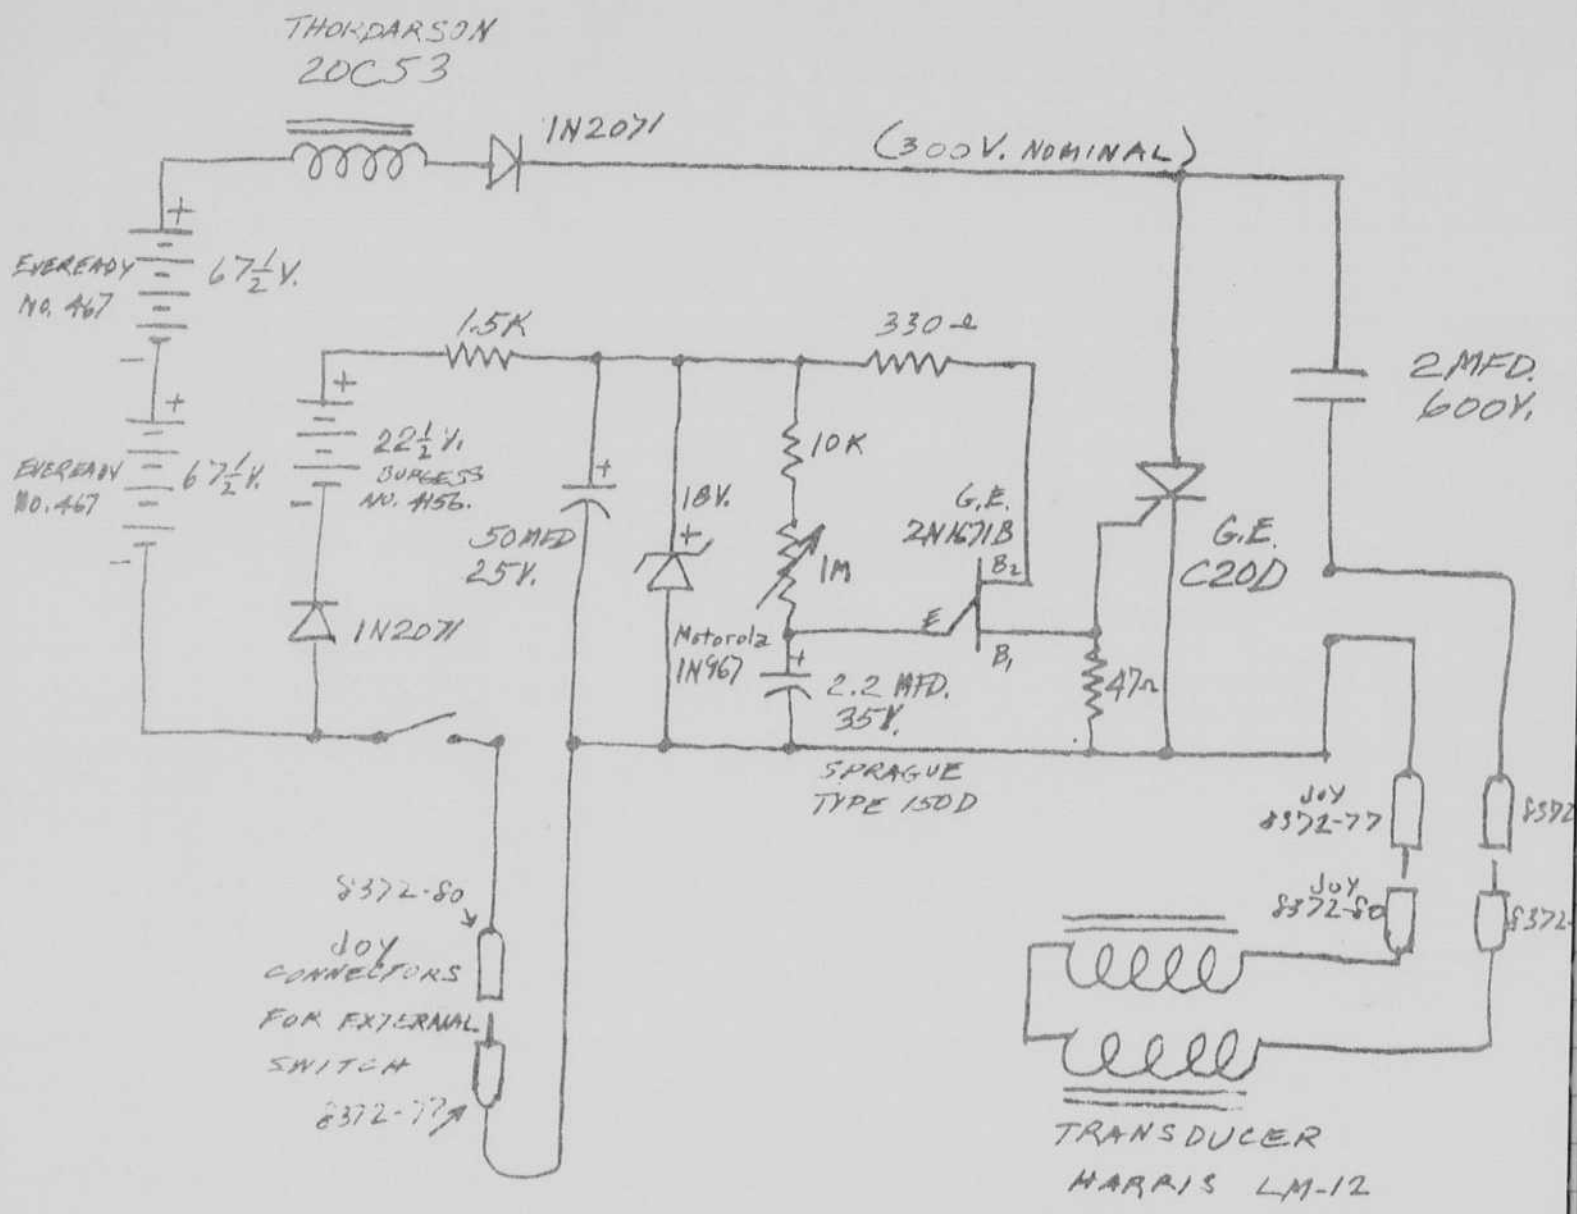 THORDARSON
20C53
1N2071
(300V. NOMINAL)
+
EVEREADY
NO. 467
67½V.
-
+
EVEREADY
NO. 467
67½V.
-
1.5K
330Ω
+
22½V.
BURGESS
NO. 4156.
-
1N2071
+
50MFD
25V.
18V.
+
Motorola
1N967
10K
1M
G.E.
2N1671B
B2
E
B1
+
2.2 MFD.
35V.
SPRAGUE
TYPE 150D
47Ω
G.E.
C20D
2MFD.
600V.
JOY
8372-77
8372
JOY
8372-80
8372-
8372-80
JOY
CONNECTORS
FOR EXTERNAL
SWITCH
8372-77
TRANSDUCER
HARRIS LM-12